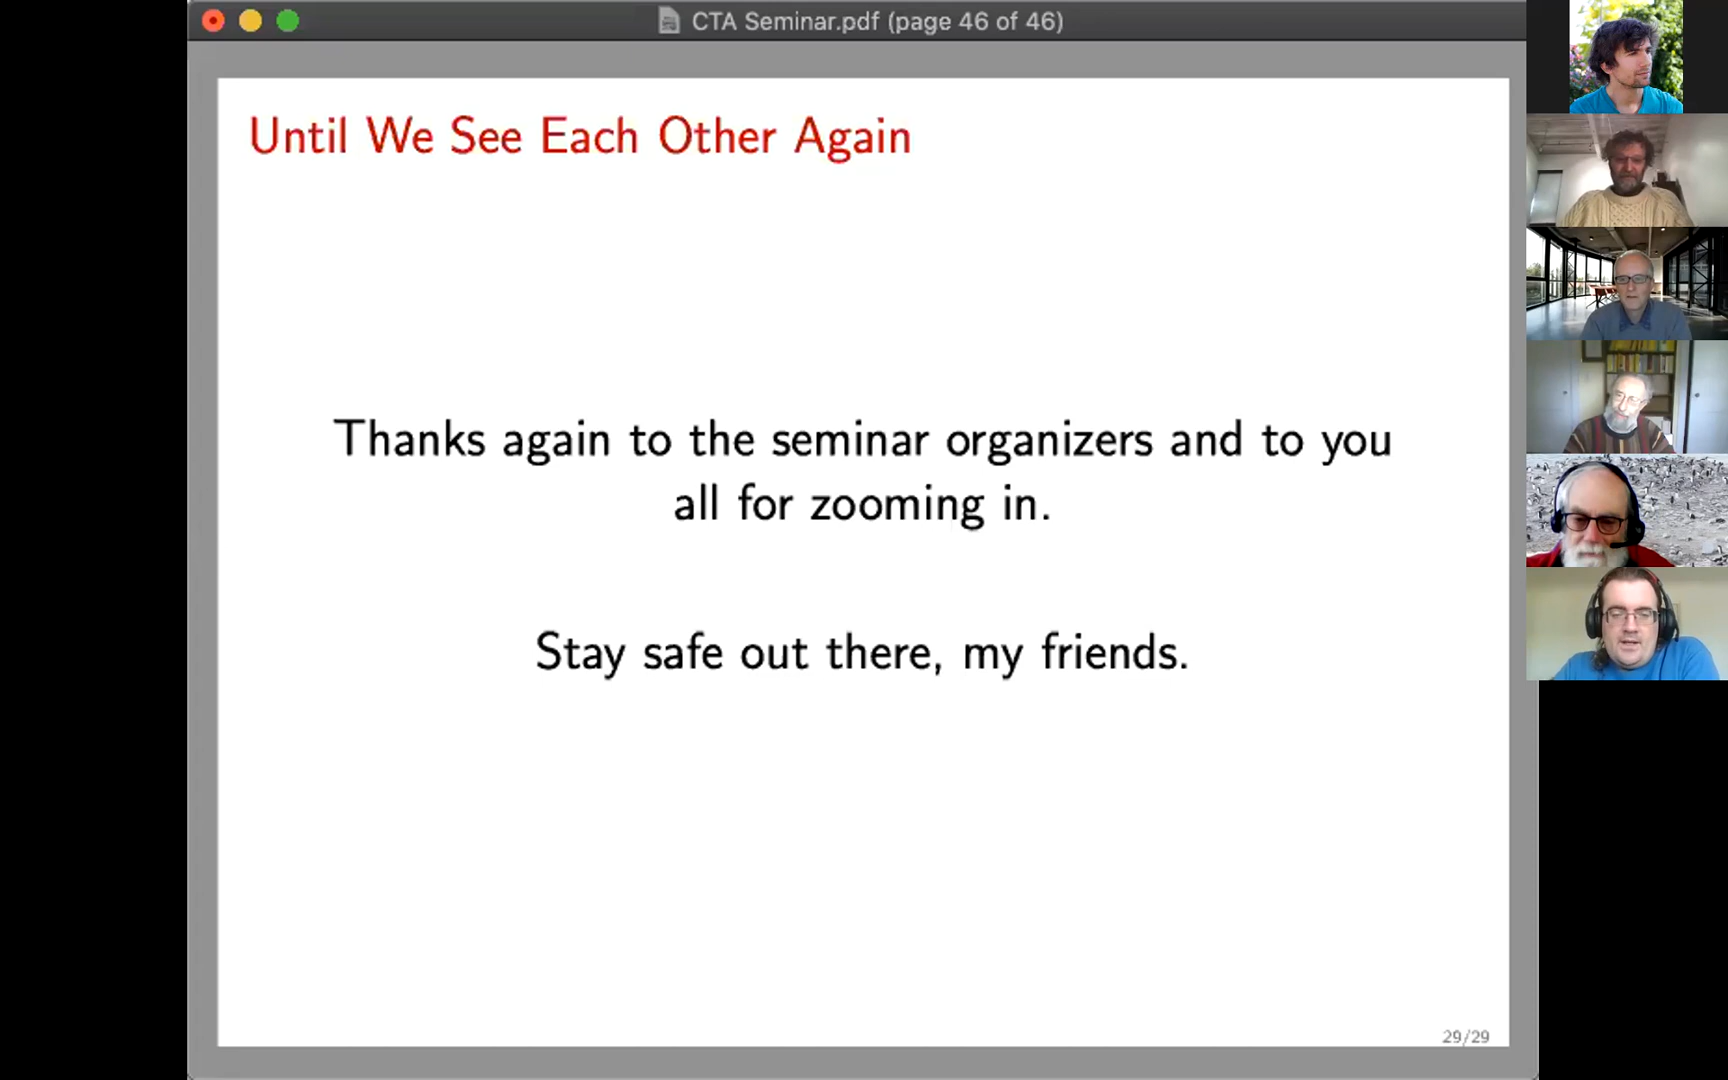 CTA Seminar.pdf (page 46 of 46)
Until We See Each Other Again
Thanks again to the seminar organizers and to you
all for zooming in.
Stay safe out there, my friends.
29/29